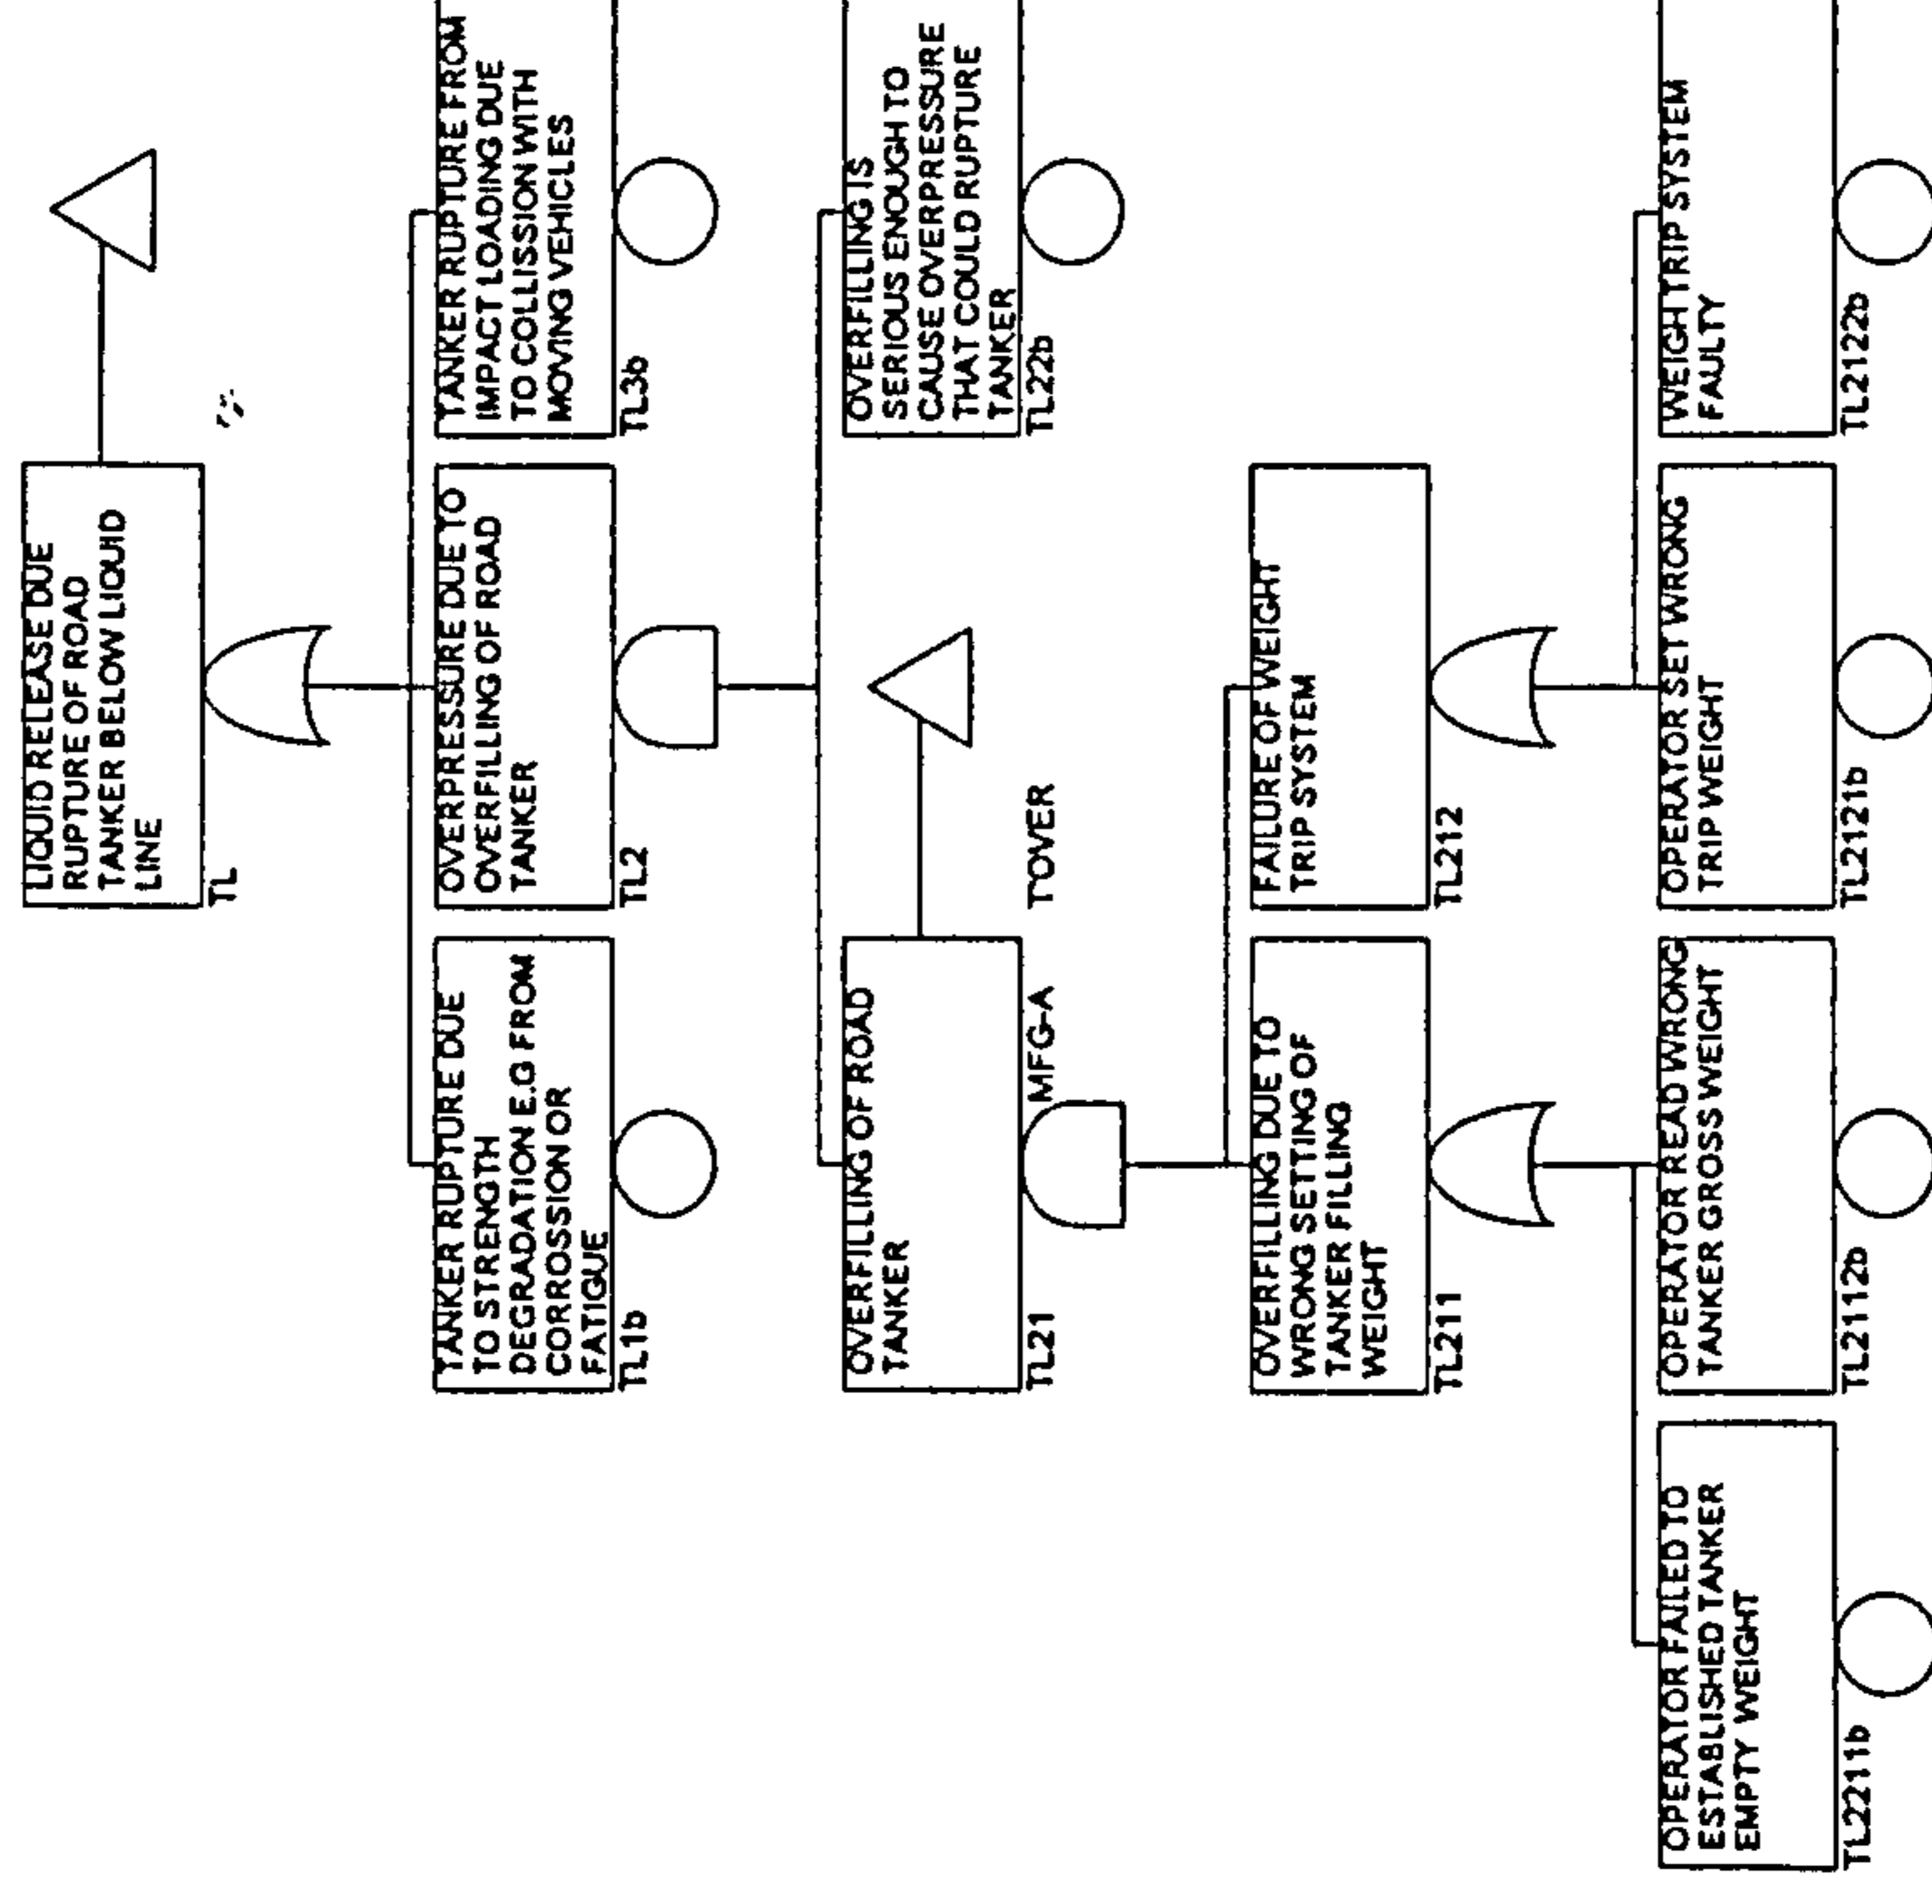 LIQUID RELEASE DUE
RUPTURE OF ROAD
TANKER BELOW LIQUID
LINE
TL
TANKER RUPTURE DUE
TO STRENGTH
DEGRADATION E.G FROM
CORROSSION OR
FATIGUE
TL1b
OVERPRESSURE DUE TO
OVERFILLING OF ROAD
TANKER
TL2
TANKER RUPTURE FROM
IMPACT LOADING DUE
TO COLLISSION WITH
MOVING VEHICLES
TL3b
OVERFILLING OF ROAD
TANKER
TL21
MFG-A
TOVER
OVERFILLING IS
SERIOUS ENOUGH TO
CAUSE OVERPRESSURE
THAT COULD RUPTURE
TANKER
TL22b
OVERFILLING DUE TO
WRONG SETTING OF
TANKER FILLING
WEIGHT
TL211
FAILURE OF WEIGHT
TRIP SYSTEM
TL212
OPERATOR FAILED TO
ESTABLISHED TANKER
EMPTY WEIGHT
TL2211b
OPERATOR READ WRONG
TANKER GROSS WEIGHT
TL2112b
OPERATOR SET WRONG
TRIP WEIGHT
TL2121b
WEIGH TRIP SYSTEM
FAULTY
TL2122b